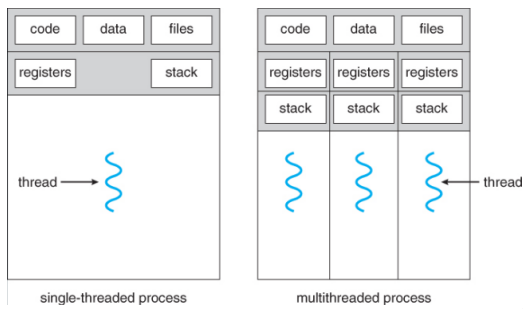 code data files
registers stack
thread
single-threaded process
code data files
registers registers registers
stack stack stack
thread
multithreaded process